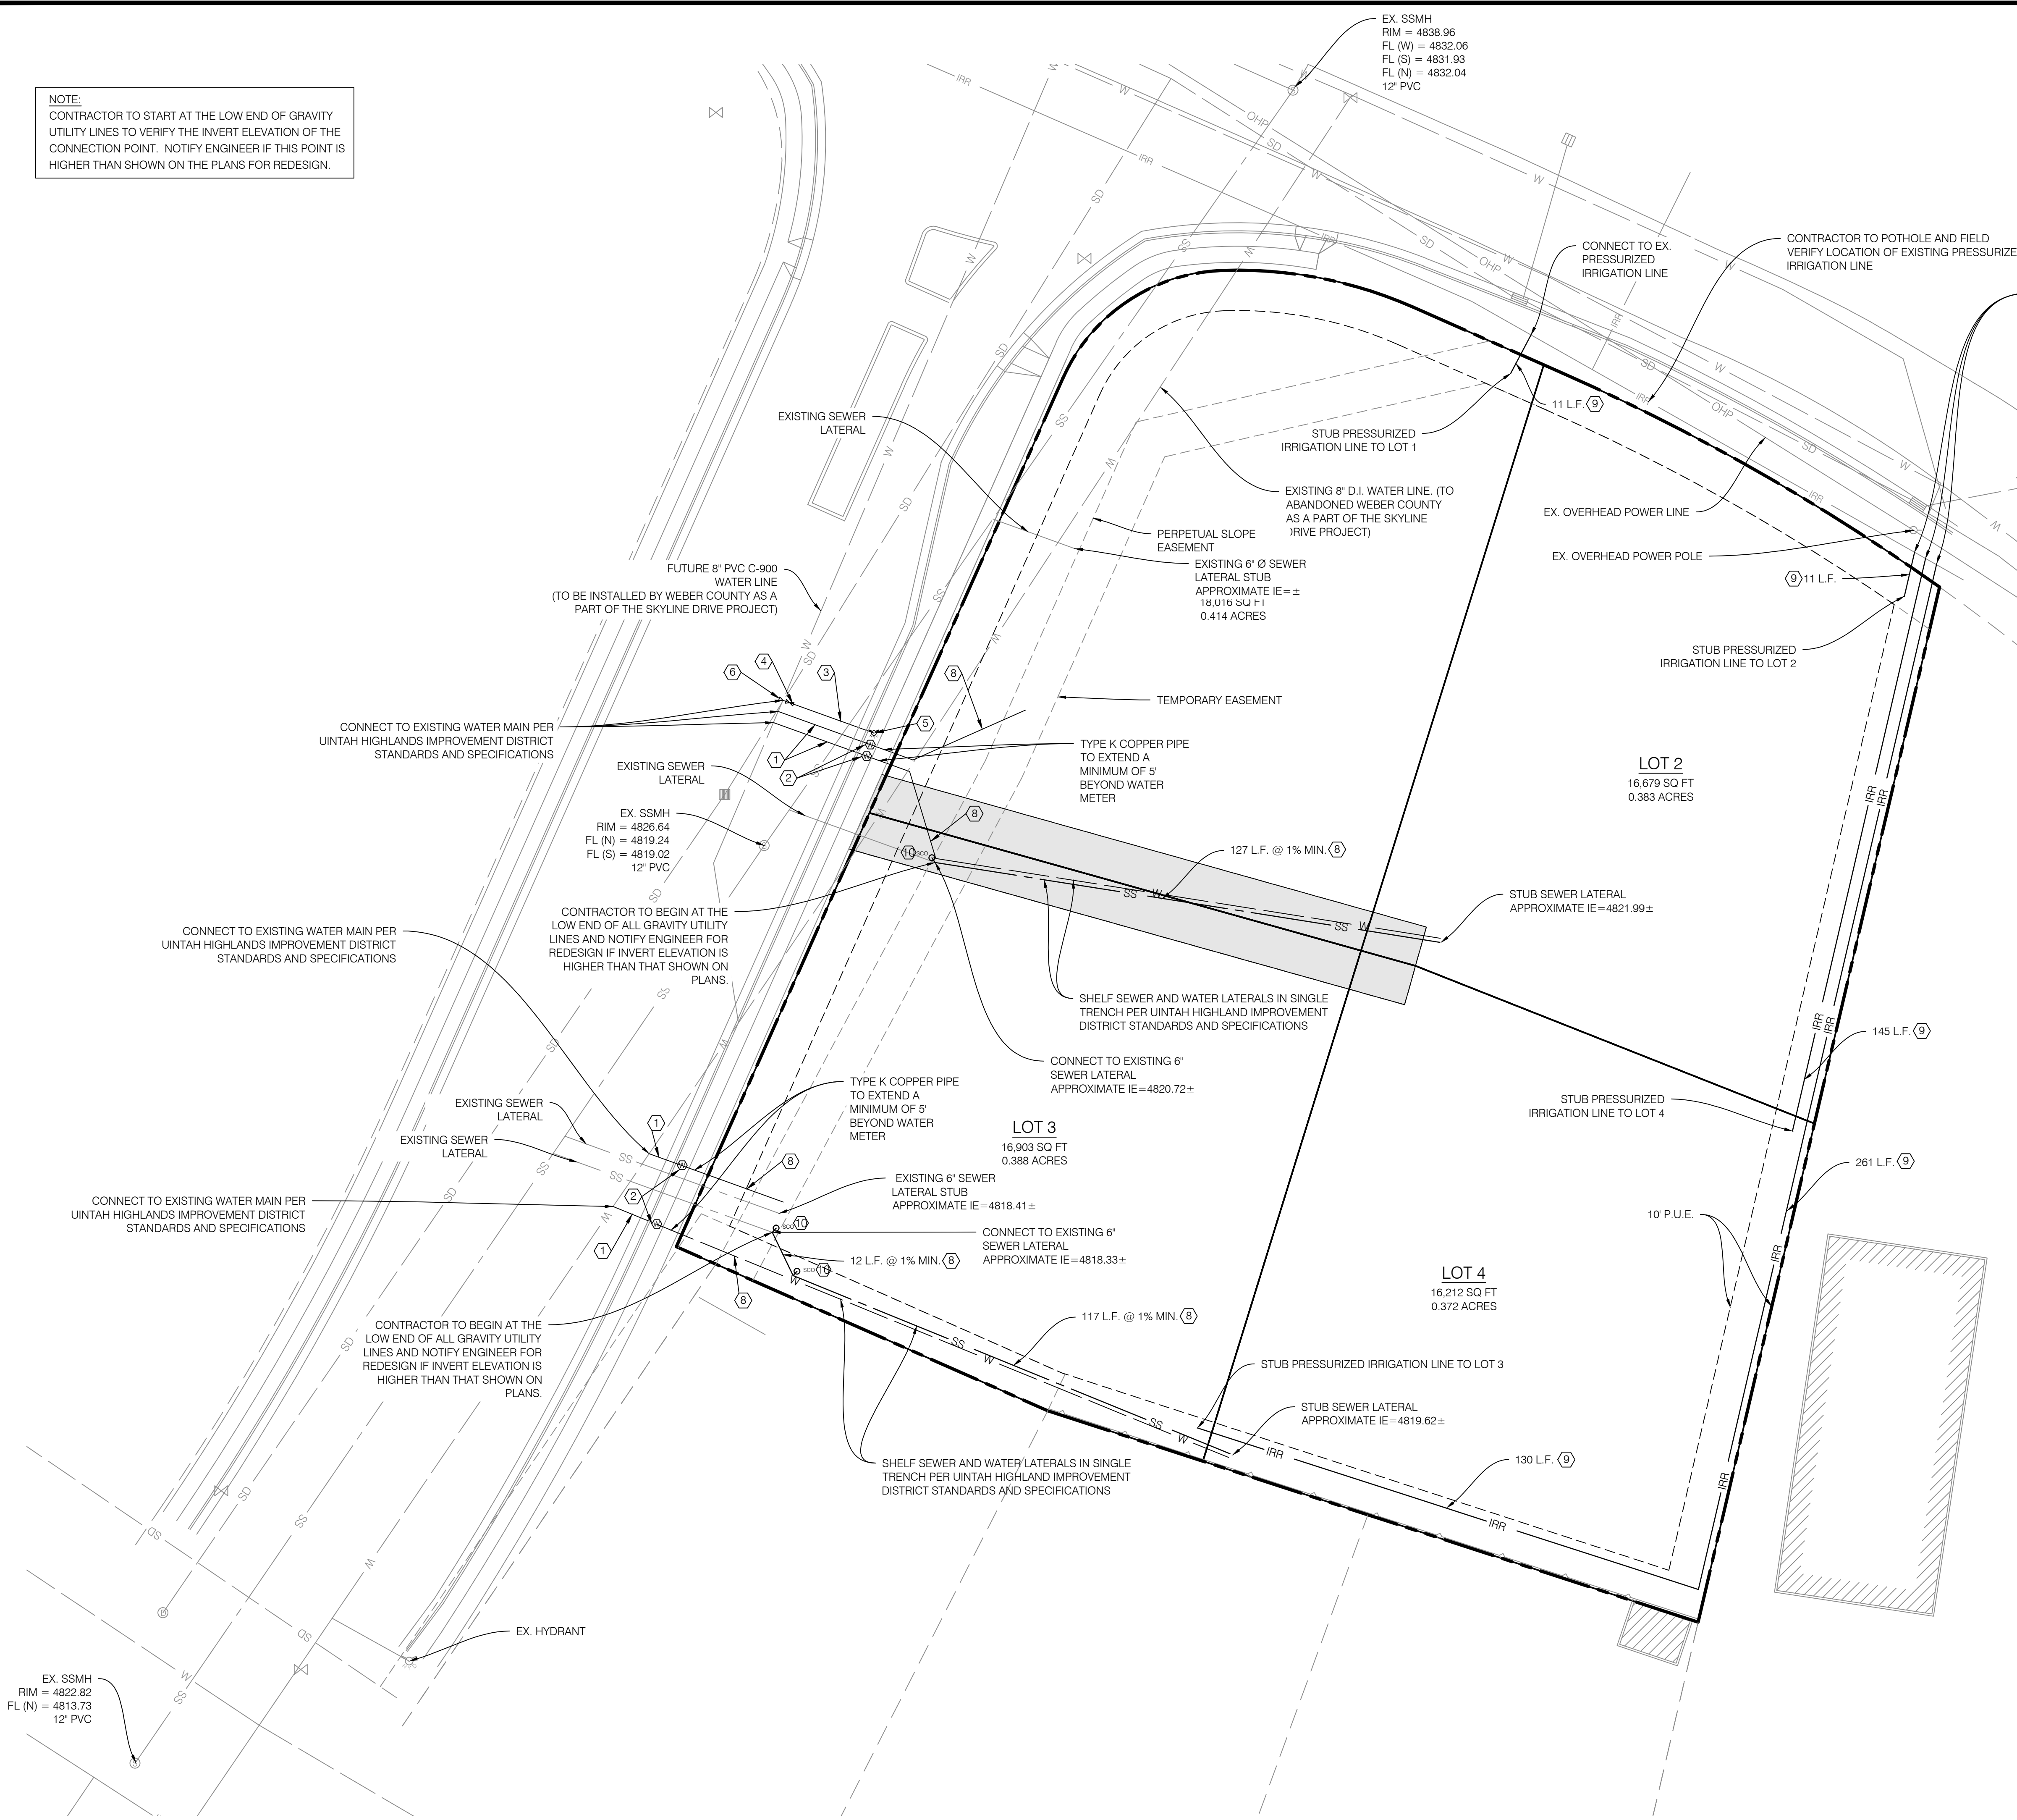 EX. SSMH
RIM = 4838.96
FL (W) = 4832.06
FL (S) = 4831.93
FL (N) = 4832.04
12" PVC
NOTE:
CONTRACTOR TO START AT THE LOW END OF GRAVITY
UTILITY LINES TO VERIFY THE INVERT ELEVATION OF THE
CONNECTION POINT. NOTIFY ENGINEER IF THIS POINT IS
HIGHER THAN SHOWN ON THE PLANS FOR REDESIGN.
CONNECT TO EX.
PRESSURIZED
IRRIGATION LINE
CONTRACTOR TO POTHOLE AND FIELD
VERIFY LOCATION OF EXISTING PRESSURIZE
IRRIGATION LINE
EXISTING SEWER
LATERAL
11 L.F. 9
STUB PRESSURIZED
IRRIGATION LINE TO LOT 1
EXISTING 8" D.I. WATER LINE. (TO
ABANDONED WEBER COUNTY
AS A PART OF THE SKYLINE
DRIVE PROJECT)
EX. OVERHEAD POWER LINE
PERPETUAL SLOPE
EASEMENT
EX. OVERHEAD POWER POLE
EXISTING 6" Ø SEWER
LATERAL STUB
APPROXIMATE IE=±
18,016 SQ FT
0.414 ACRES
9 11 L.F.
FUTURE 8" PVC C-900
WATER LINE
(TO BE INSTALLED BY WEBER COUNTY AS A
PART OF THE SKYLINE DRIVE PROJECT)
STUB PRESSURIZED
IRRIGATION LINE TO LOT 2
6
4
3
8
TEMPORARY EASEMENT
5
CONNECT TO EXISTING WATER MAIN PER
UINTAH HIGHLANDS IMPROVEMENT DISTRICT
STANDARDS AND SPECIFICATIONS
1
2
TYPE K COPPER PIPE
TO EXTEND A
MINIMUM OF 5'
BEYOND WATER
METER
EXISTING SEWER
LATERAL
LOT 2
16,679 SQ FT
0.383 ACRES
EX. SSMH
RIM = 4826.64
FL (N) = 4819.24
FL (S) = 4819.02
12" PVC
8
10 SCO
127 L.F. @ 1% MIN. 8
SS W
SS W
STUB SEWER LATERAL
APPROXIMATE IE=4821.99±
CONTRACTOR TO BEGIN AT THE
LOW END OF ALL GRAVITY UTILITY
LINES AND NOTIFY ENGINEER FOR
REDESIGN IF INVERT ELEVATION IS
HIGHER THAN THAT SHOWN ON
PLANS.
CONNECT TO EXISTING WATER MAIN PER
UINTAH HIGHLANDS IMPROVEMENT DISTRICT
STANDARDS AND SPECIFICATIONS
SHELF SEWER AND WATER LATERALS IN SINGLE
TRENCH PER UINTAH HIGHLAND IMPROVEMENT
DISTRICT STANDARDS AND SPECIFICATIONS
145 L.F. 9
CONNECT TO EXISTING 6"
SEWER LATERAL
APPROXIMATE IE=4820.72±
TYPE K COPPER PIPE
TO EXTEND A
MINIMUM OF 5'
BEYOND WATER
METER
STUB PRESSURIZED
IRRIGATION LINE TO LOT 4
EXISTING SEWER
LATERAL
EXISTING SEWER
LATERAL
1
LOT 3
16,903 SQ FT
0.388 ACRES
8
261 L.F. 9
EXISTING 6" SEWER
LATERAL STUB
APPROXIMATE IE=4818.41±
CONNECT TO EXISTING WATER MAIN PER
UINTAH HIGHLANDS IMPROVEMENT DISTRICT
STANDARDS AND SPECIFICATIONS
2
1
SCO 10
10' P.U.E.
CONNECT TO EXISTING 6"
SEWER LATERAL
APPROXIMATE IE=4818.33±
12 L.F. @ 1% MIN. 8
SCO 10
8
LOT 4
16,212 SQ FT
0.372 ACRES
CONTRACTOR TO BEGIN AT THE
LOW END OF ALL GRAVITY UTILITY
LINES AND NOTIFY ENGINEER FOR
REDESIGN IF INVERT ELEVATION IS
HIGHER THAN THAT SHOWN ON
PLANS.
117 L.F. @ 1% MIN. 8
SS W
SS W
STUB PRESSURIZED IRRIGATION LINE TO LOT 3
STUB SEWER LATERAL
APPROXIMATE IE=4819.62±
IRR
IRR
130 L.F. 9
SHELF SEWER AND WATER LATERALS IN SINGLE
TRENCH PER UINTAH HIGHLAND IMPROVEMENT
DISTRICT STANDARDS AND SPECIFICATIONS
EX. HYDRANT
EX. SSMH
RIM = 4822.82
FL (N) = 4813.73
12" PVC